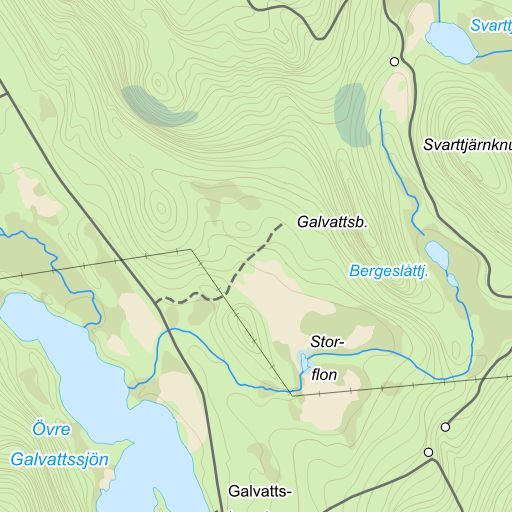 Svarttj
Svarttjärnknu
Galvattsb.
Bergeslåttj.
Stor-
flon
Övre
Galvattssjön
Galvatts-